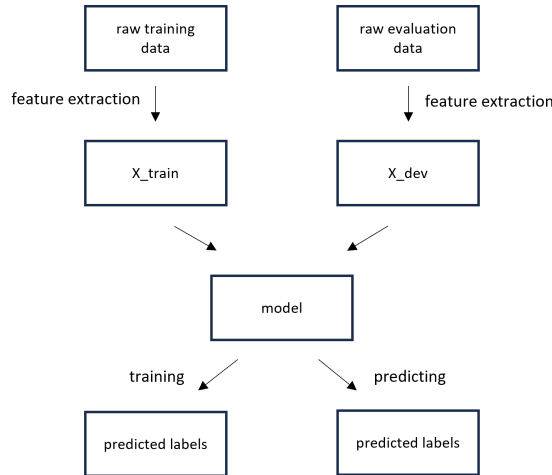 raw training
data
raw evaluation
data
feature extraction
feature extraction
X_train
X_dev
model
training
predicting
predicted labels
predicted labels